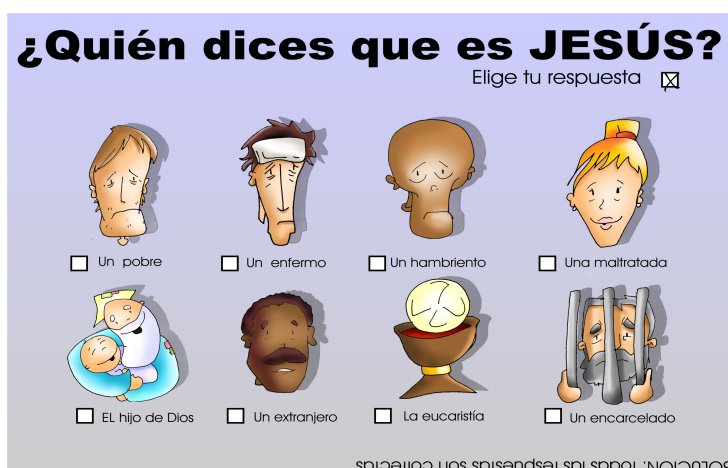 ¿Quién dices que es JESÚS?
Elige tu respuesta
Un pobre
Un enfermo
Un hambriento
Una maltratada
EL hijo de Dios
Un extranjero
La eucaristía
Un encarcelado
SOLUCIÓN: Todas las respuestas son correctas